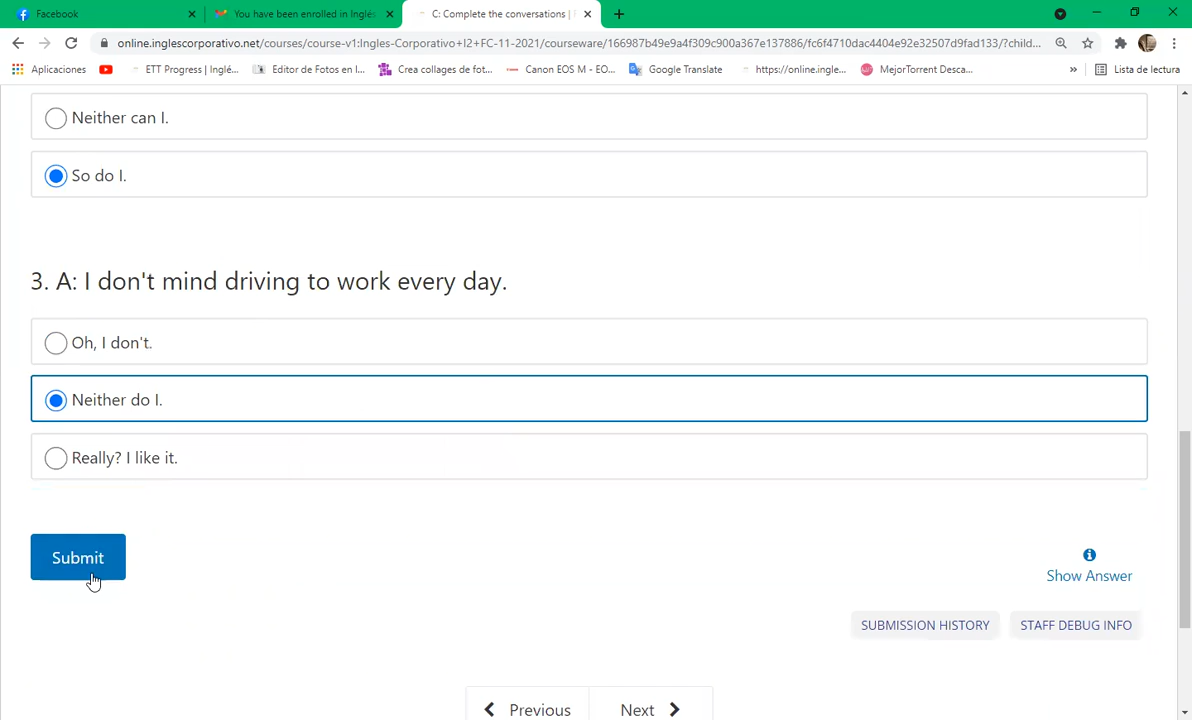 Facebook
You have been enrolled in Inglés
C: Complete the conversations |
online.inglescorporativo.net/courses/course-v1:Ingles-Corporativo+I2+FC-11-2021/courseware/166987b49e9a4f309c900a367e137886/fc6f4710dac4404e92e32507d9fad133/?child...
Aplicaciones
ETT Progress | Inglé...
Editor de Fotos en l...
Crea collages de fot...
Canon EOS M - EO...
Google Translate
https://online.ingle...
MejorTorrent Desca...
»
Lista de lectura
Neither can I.
So do I.
3. A: I don't mind driving to work every day.
Oh, I don't.
Neither do I.
Really? I like it.
Submit
Show Answer
SUBMISSION HISTORY
STAFF DEBUG INFO
Previous
Next